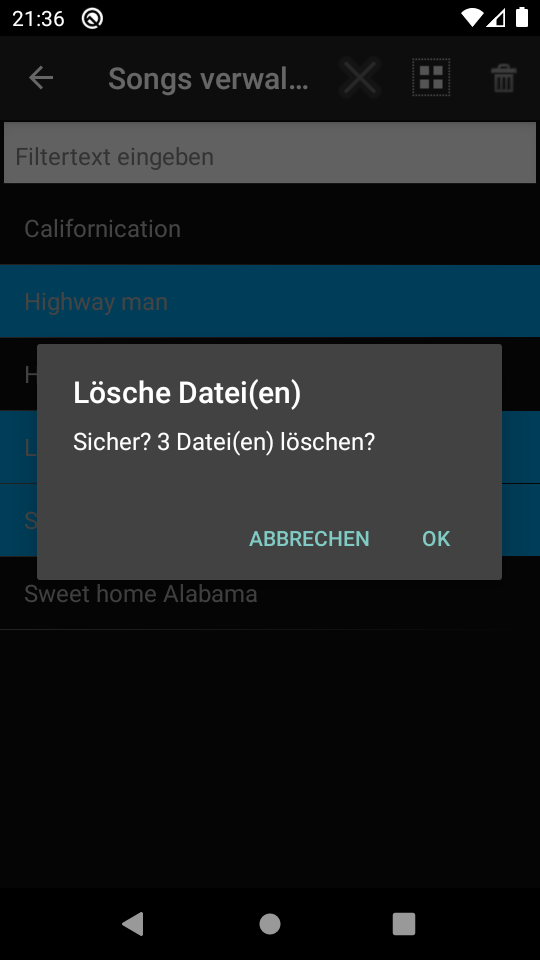 21:36
Songs verwal…
Filtertext eingeben
Californication
Highway man
H
Lösche Datei(en)
Sicher? 3 Datei(en) löschen?
L
S
ABBRECHEN OK
Sweet home Alabama